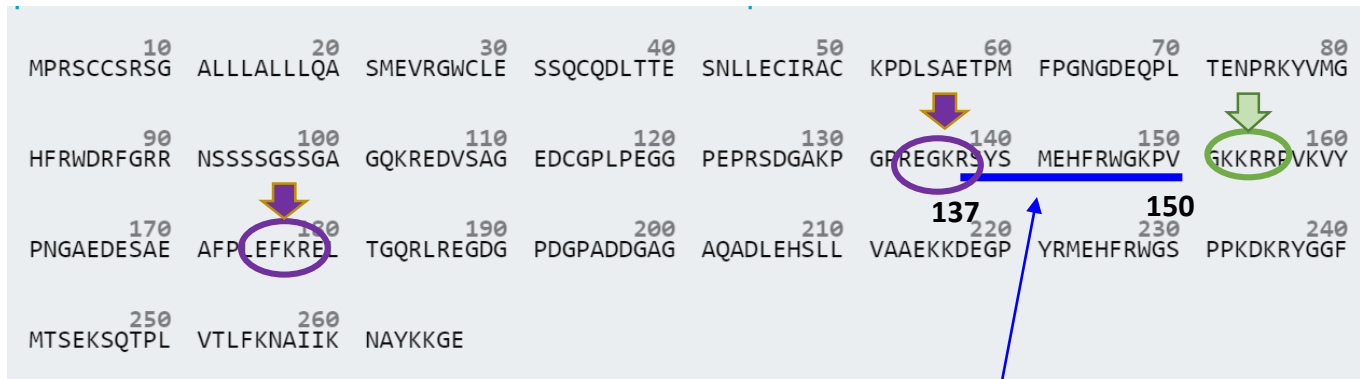 10 20 30 40 50 60 70 80
MPRSCCSRSG ALLLALLLQA SMEVRGWCLE SSQCQDLTTE SNLLECIRAC KPDLSAETPM FPGNGDEQPL TENPRKYVMG
90 100 110 120 130 140 150 160
HFRWDRFGRR NSSSSGSSGA GQKREDVSAG EDCGPLPEGG PEPRSDGAKP GPREGKRSYS MEHFRWGKPV GKKRRPVKVY
137 150
170 180 190 200 210 220 230 240
PNGAEDESAE AFPLEFKREL TGQRLREGDG PDGPADDGAG AQADLEHSLL VAAEKKDEGP YRMEHFRWGS PPKDKRYGGF
250 260
MTSEKSQTPL VTLFKNAIIK NAYKKGE